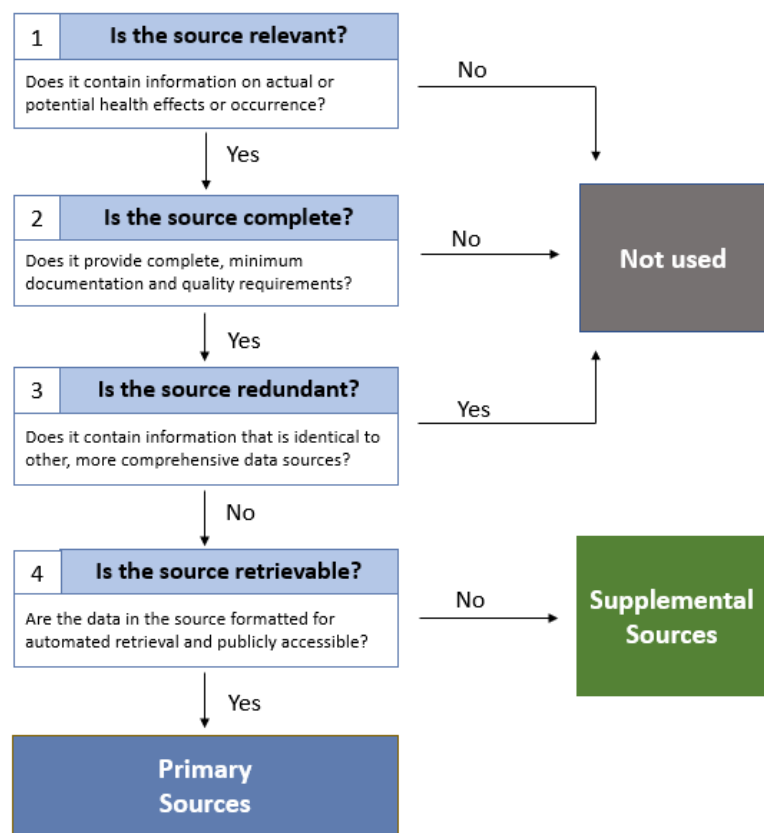 1 Is the source relevant?
Does it contain information on actual or
potential health effects or occurrence?
No
Yes
2 Is the source complete?
Does it provide complete, minimum
documentation and quality requirements?
No
Not used
Yes
3 Is the source redundant?
Does it contain information that is identical to
other, more comprehensive data sources?
Yes
No
4 Is the source retrievable?
Are the data in the source formatted for
automated retrieval and publicly accessible?
No
Supplemental
Sources
Yes
Primary
Sources